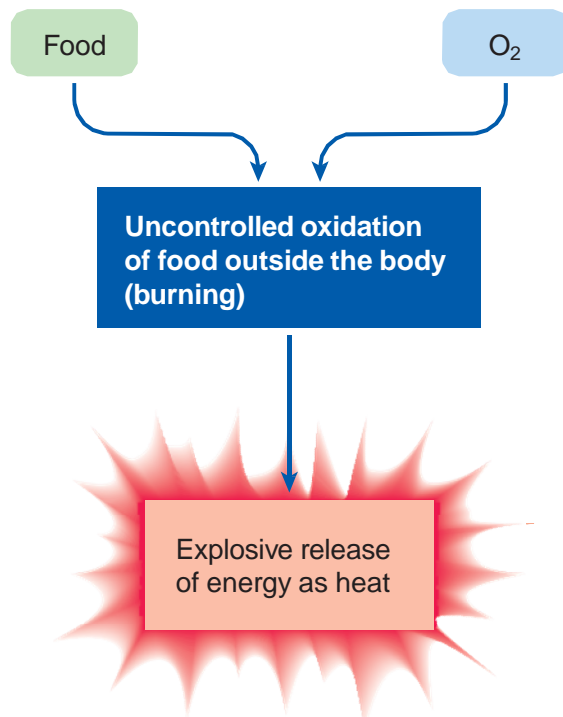 Food
O₂
Uncontrolled oxidation
of food outside the body
(burning)
Explosive release
of energy as heat